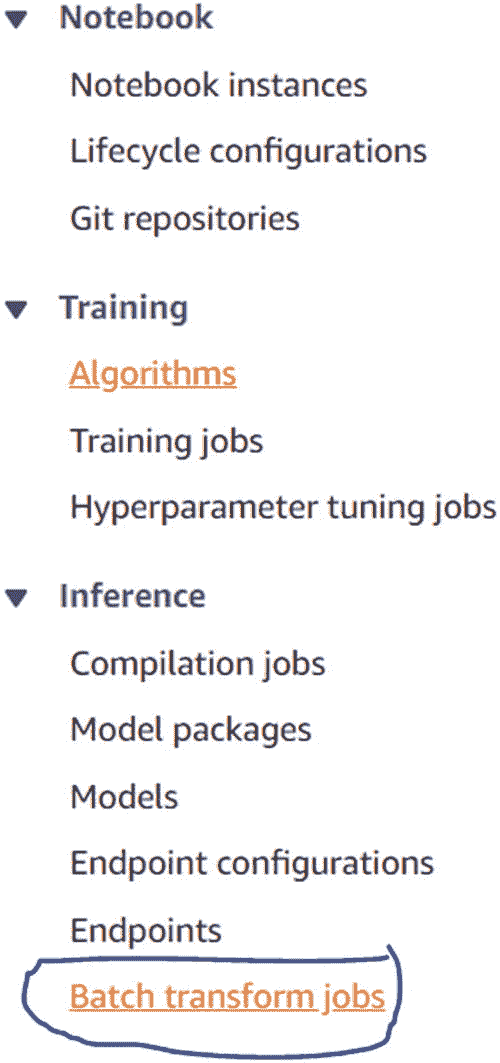 Notebook
Notebook instances
Lifecycle configurations
Git repositories
Training
Algorithms
Training jobs
Hyperparameter tuning jobs
Inference
Compilation jobs
Model packages
Models
Endpoint configurations
Endpoints
Batch transform jobs